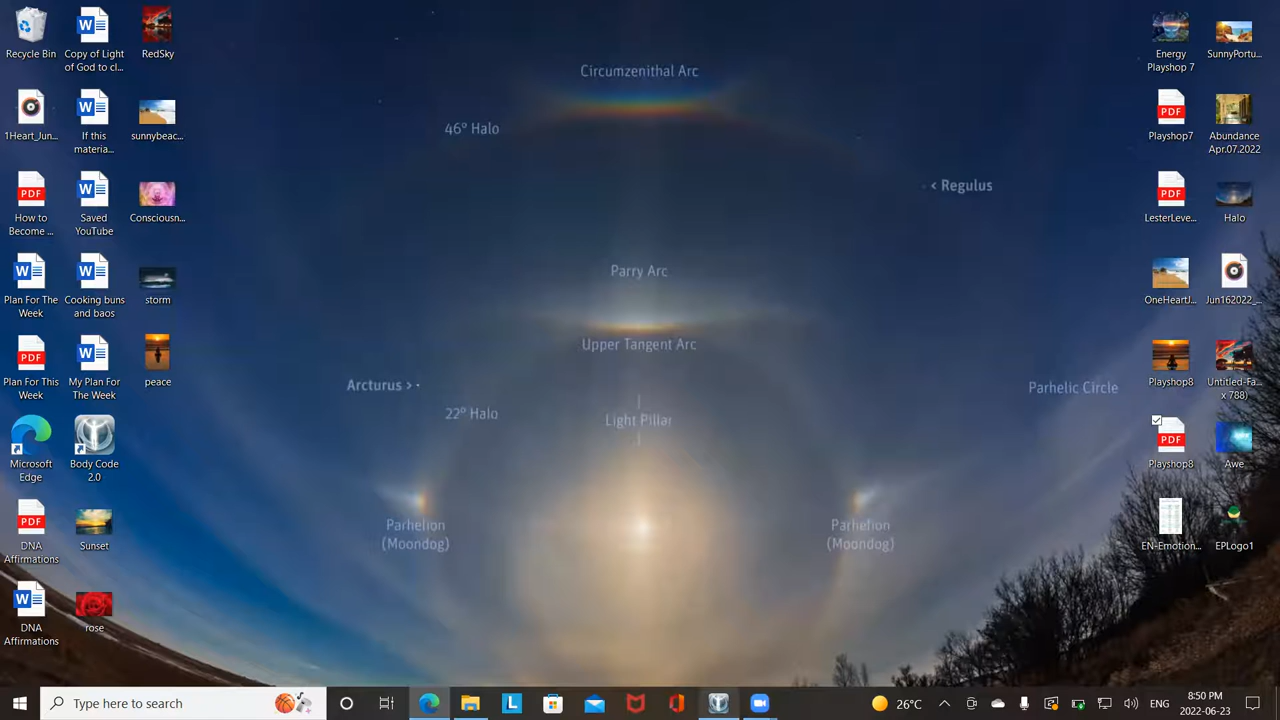 Recycle Bin
Copy of Light
of God to cl...
RedSky
1Heart_Jun...
If this
materia...
sunnybeac...
How to
Become ...
Saved
YouTube
Consciousn...
Plan For The
Week
Cooking buns
and baos
storm
Plan For This
Week
My Plan For
The Week
peace
Microsoft
Edge
Body Code
2.0
DNA
Affirmations
Sunset
DNA
Affirmations
rose
Circumzenithal Arc
46° Halo
< Regulus
Parry Arc
Upper Tangent Arc
Arcturus >
Parhelic Circle
22° Halo
Light Pillar
Parhelion
(Moondog)
Parhelion
(Moondog)
Energy
Playshop 7
SunnyPortu...
Playshop7
Abundance
Apr.07.2022
LesterLeve...
Halo
OneHeartJ...
Jun162022_...
Playshop8
Untitled-Fa...
x 788)
Playshop8
Awe
EN-Emotion...
EPLogo1
Type here to search
26°C
ENG
8:50 PM
2022-06-23